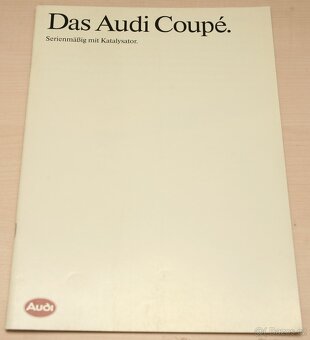 Das Audi Coupé.
Serienmäßig mit Katalysator.
Audi